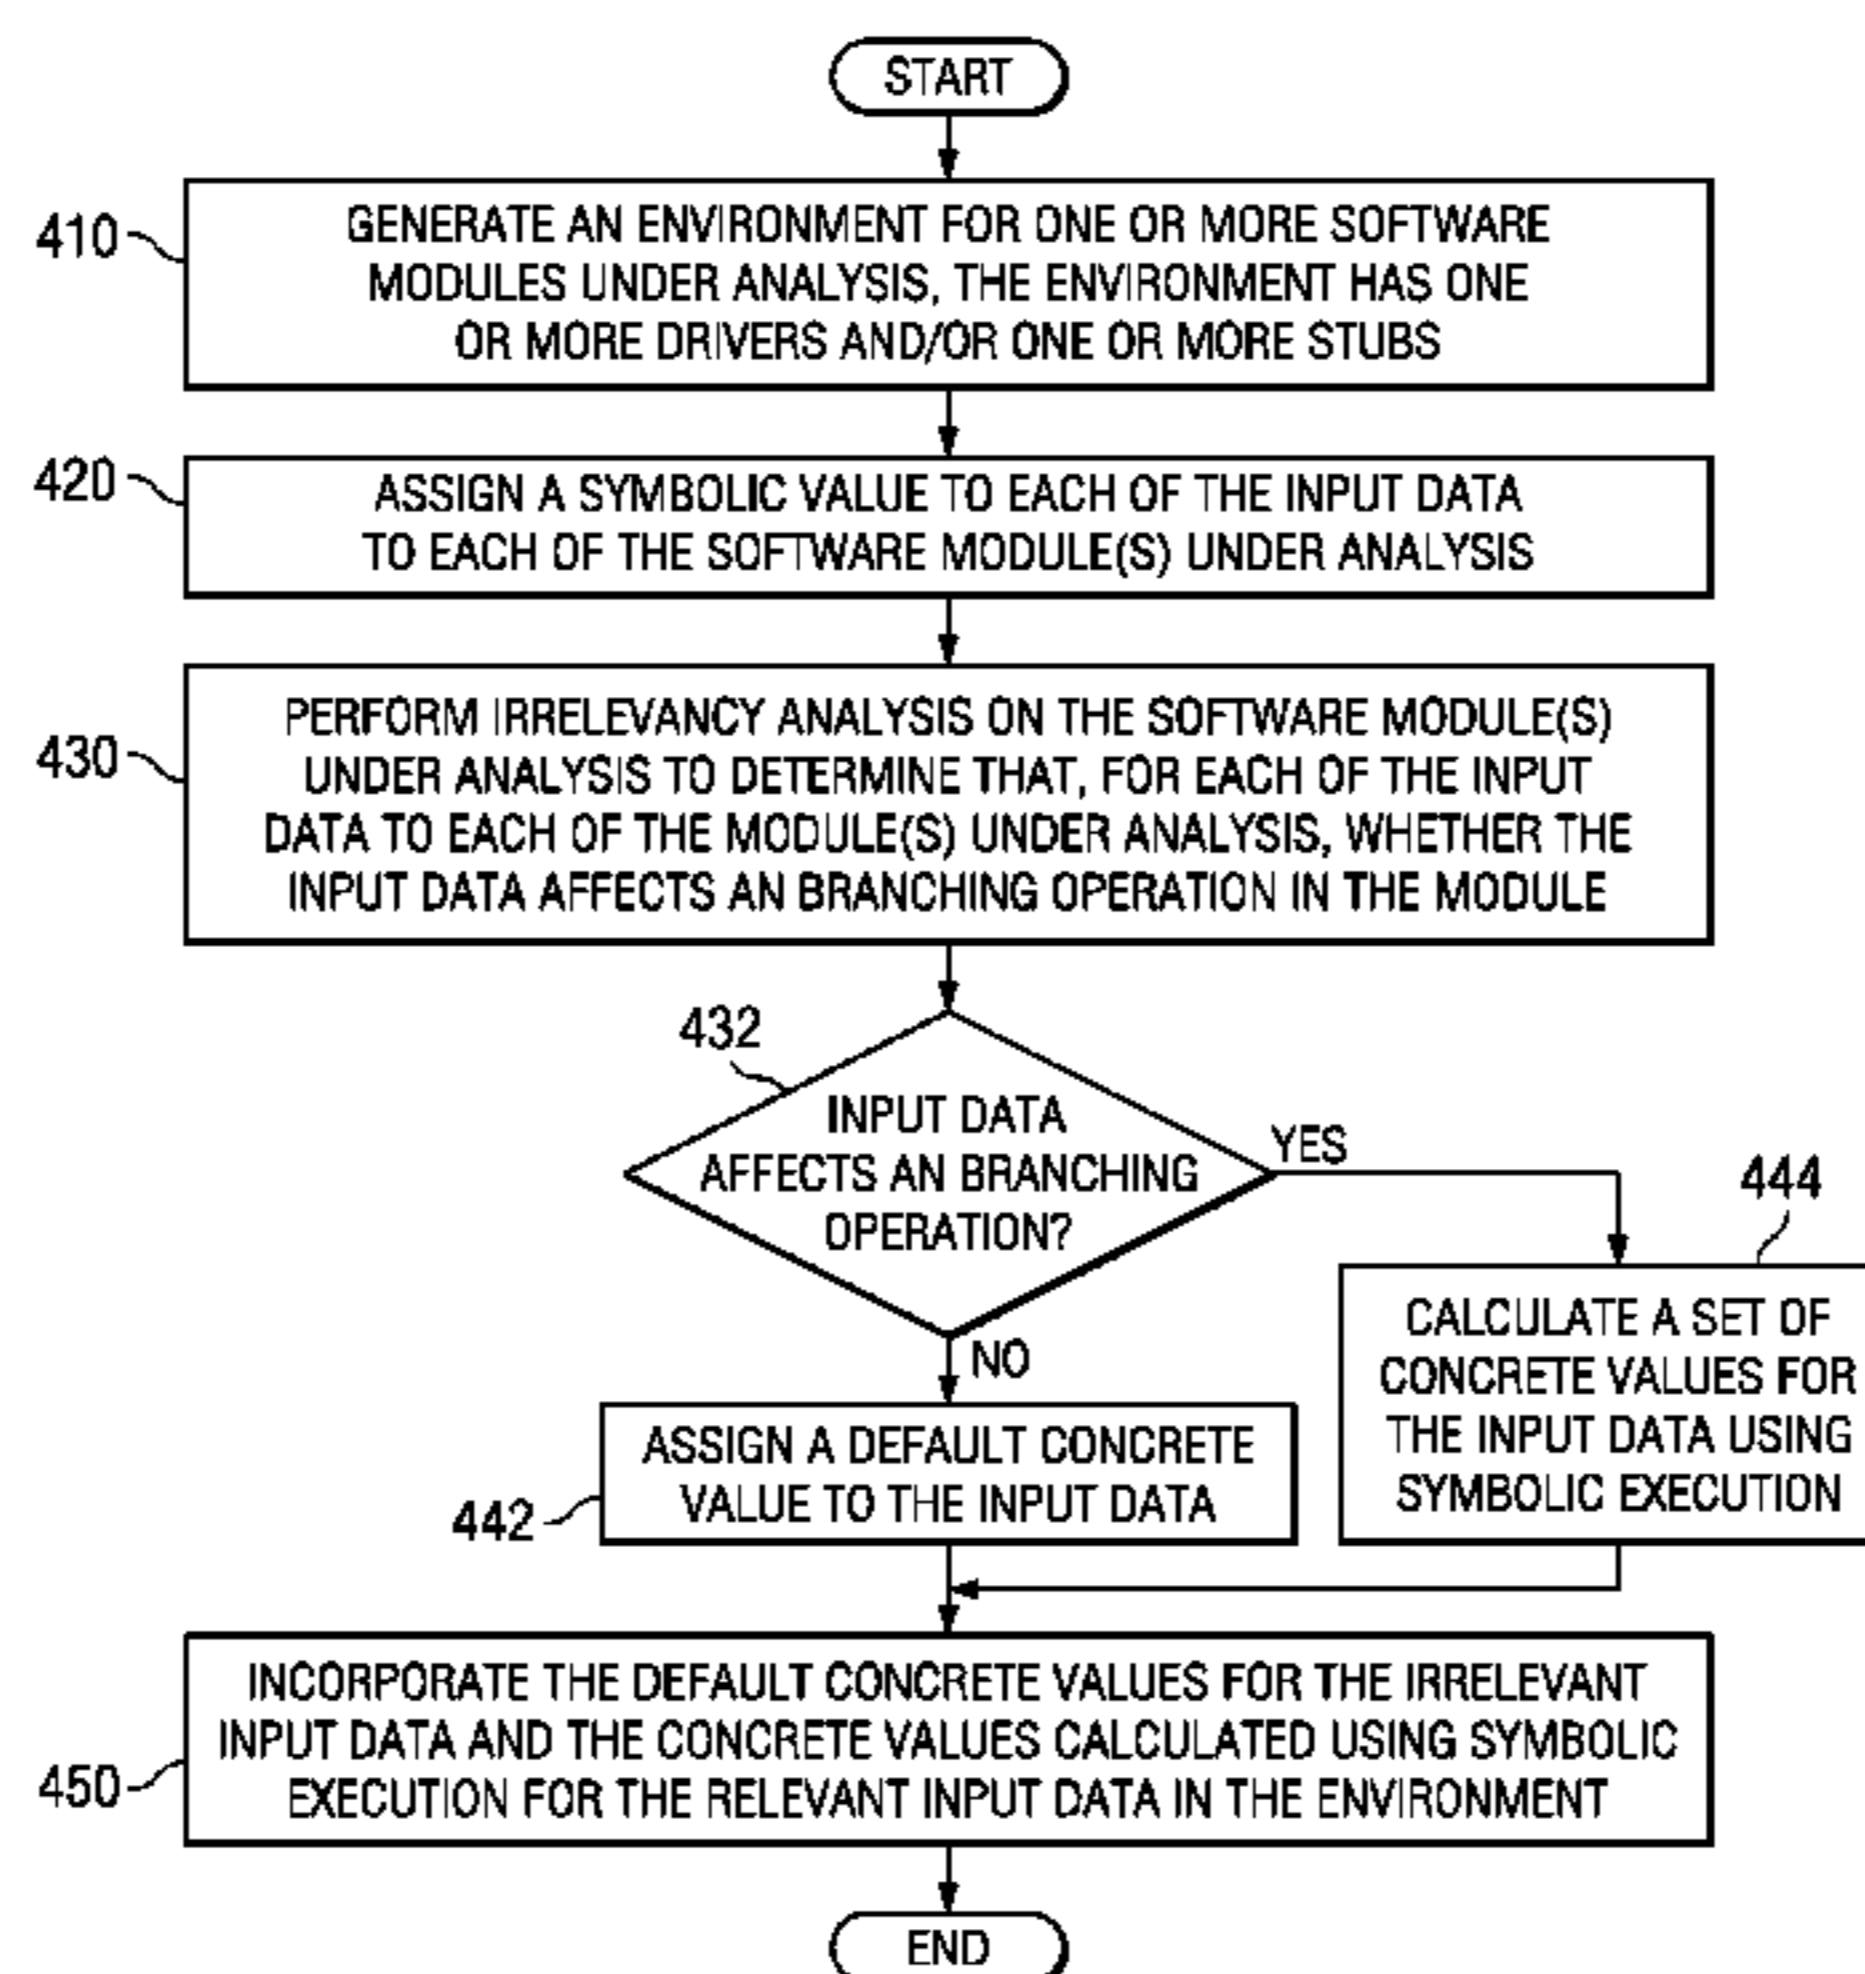 START
410
GENERATE AN ENVIRONMENT FOR ONE OR MORE SOFTWARE
MODULES UNDER ANALYSIS, THE ENVIRONMENT HAS ONE
OR MORE DRIVERS AND/OR ONE OR MORE STUBS
420
ASSIGN A SYMBOLIC VALUE TO EACH OF THE INPUT DATA
TO EACH OF THE SOFTWARE MODULE(S) UNDER ANALYSIS
430
PERFORM IRRELEVANCY ANALYSIS ON THE SOFTWARE MODULE(S)
UNDER ANALYSIS TO DETERMINE THAT, FOR EACH OF THE INPUT
DATA TO EACH OF THE MODULE(S) UNDER ANALYSIS, WHETHER THE
INPUT DATA AFFECTS AN BRANCHING OPERATION IN THE MODULE
432
INPUT DATA
AFFECTS AN BRANCHING
OPERATION?
YES
444
CALCULATE A SET OF
CONCRETE VALUES FOR
THE INPUT DATA USING
SYMBOLIC EXECUTION
NO
442
ASSIGN A DEFAULT CONCRETE
VALUE TO THE INPUT DATA
450
INCORPORATE THE DEFAULT CONCRETE VALUES FOR THE IRRELEVANT
INPUT DATA AND THE CONCRETE VALUES CALCULATED USING SYMBOLIC
EXECUTION FOR THE RELEVANT INPUT DATA IN THE ENVIRONMENT
END